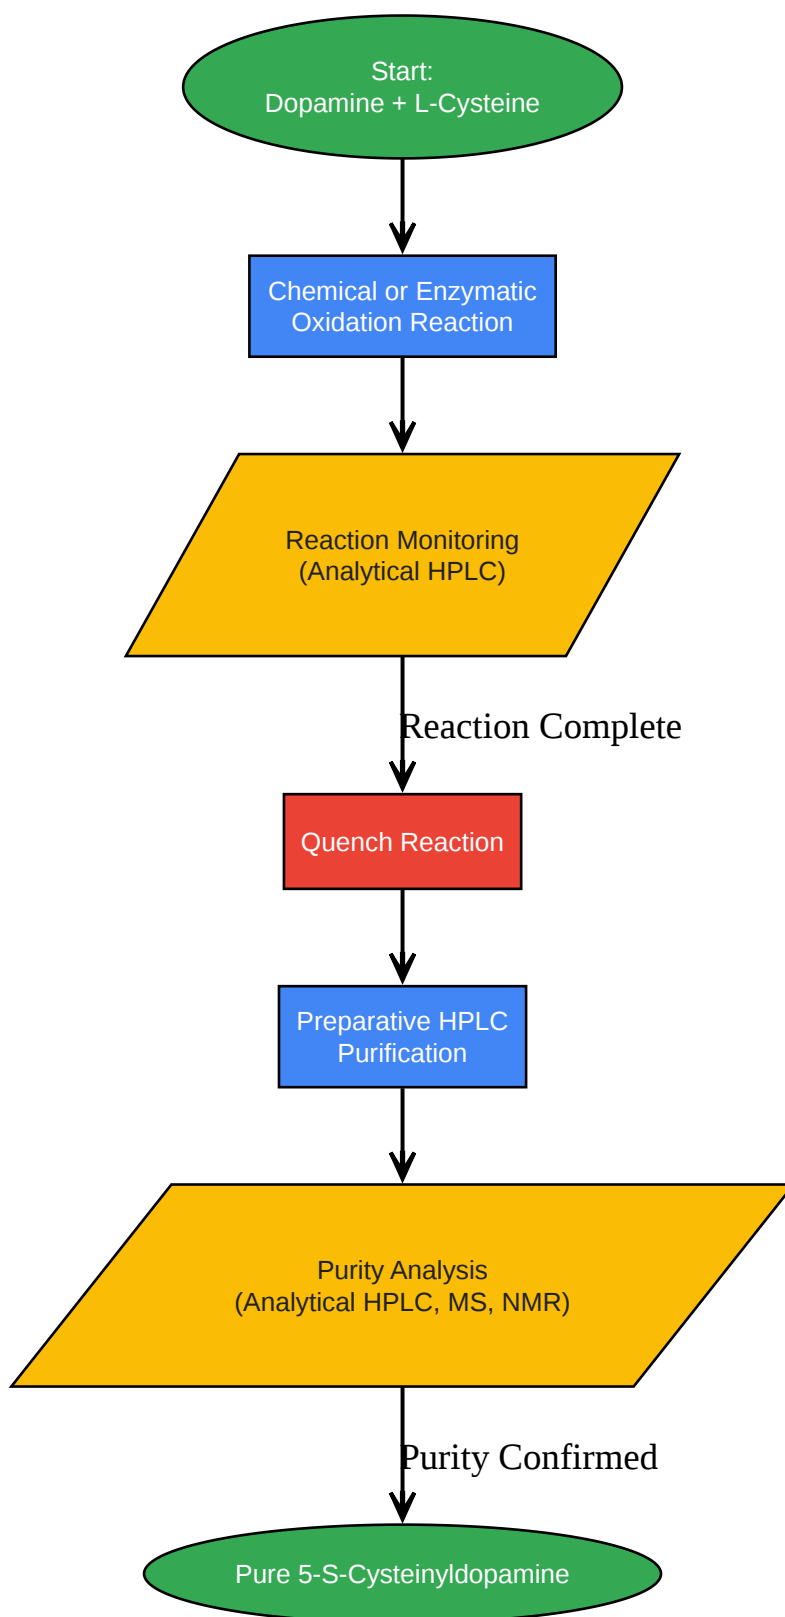 Start:
Dopamine + L-Cysteine
Chemical or Enzymatic
Oxidation Reaction
Reaction Monitoring
(Analytical HPLC)
Reaction Complete
Quench Reaction
Preparative HPLC
Purification
Purity Analysis
(Analytical HPLC, MS, NMR)
Purity Confirmed
Pure 5-S-Cysteinyldopamine